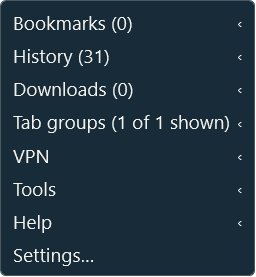 Bookmarks (0) ‹
History (31) ‹
Downloads (0) ‹
Tab groups (1 of 1 shown) ‹
VPN ‹
Tools ‹
Help ‹
Settings...